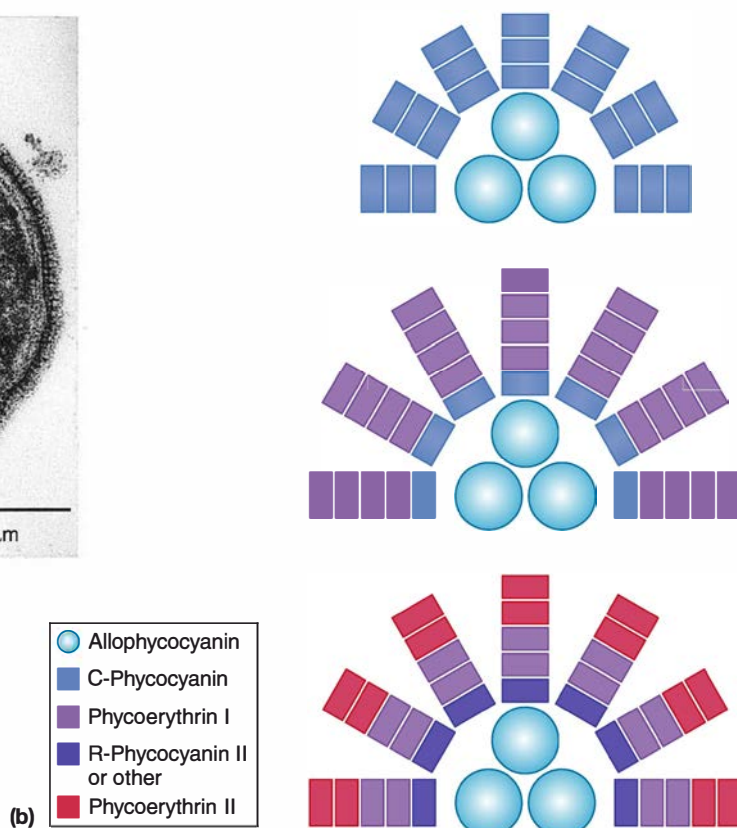 Allophycocyanin
C-Phycocyanin
Phycoerythrin I
R-Phycocyanin II
or other
Phycoerythrin II
(b)